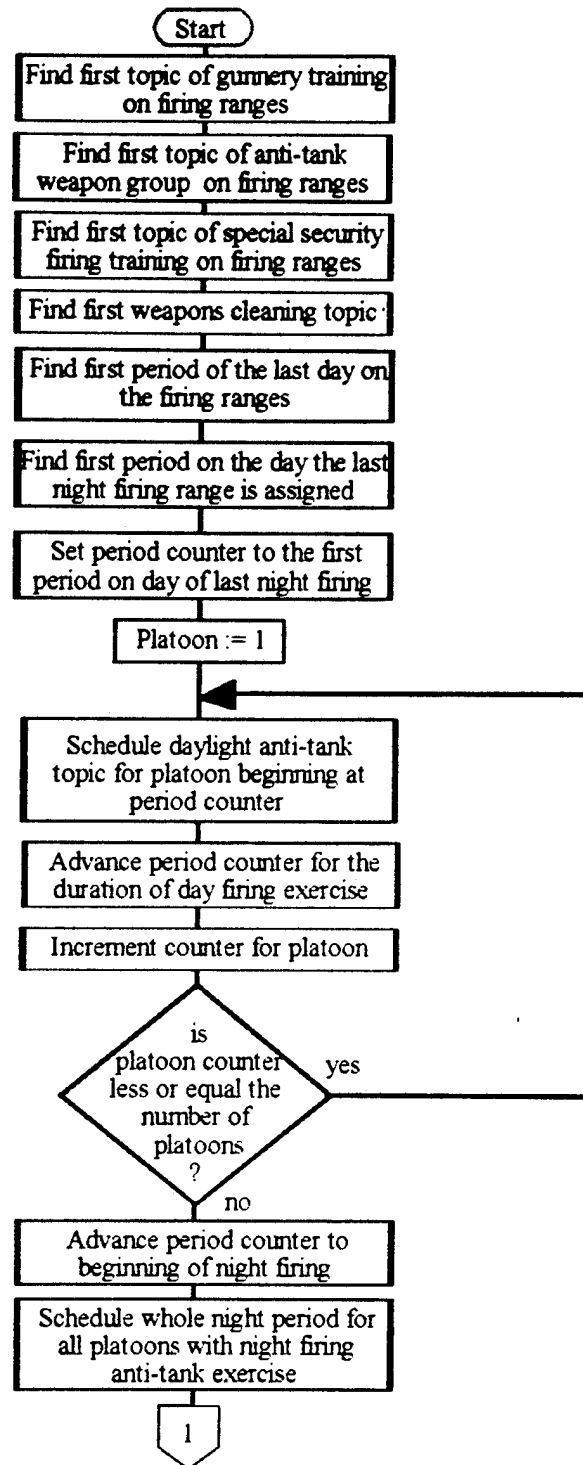 Start
Find first topic of gunnery training
on firing ranges
Find first topic of anti-tank
weapon group on firing ranges
Find first topic of special security
firing training on firing ranges
Find first weapons cleaning topic
Find first period of the last day on
the firing ranges
Find first period on the day the last
night firing range is assigned
Set period counter to the first
period on day of last night firing
Platoon := 1
Schedule daylight anti-tank
topic for platoon beginning at
period counter
Advance period counter for the
duration of day firing exercise
Increment counter for platoon
is
platoon counter
less or equal the
number of
platoons
?
yes
no
Advance period counter to
beginning of night firing
Schedule whole night period for
all platoons with night firing
anti-tank exercise
1